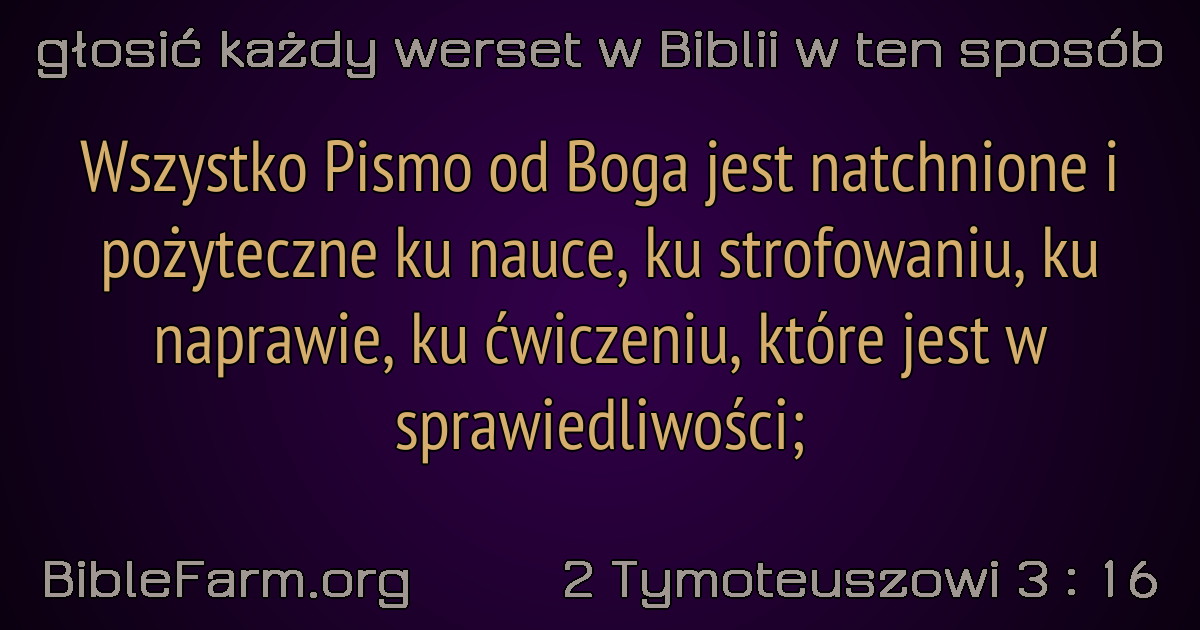 głosić każdy werset w Biblii w ten sposób
Wszystko Pismo od Boga jest natchnione i
pożyteczne ku nauce, ku strofowaniu, ku
naprawie, ku ćwiczeniu, które jest w
sprawiedliwości;
BibleFarm.org
2 Tymoteuszowi 3 : 16